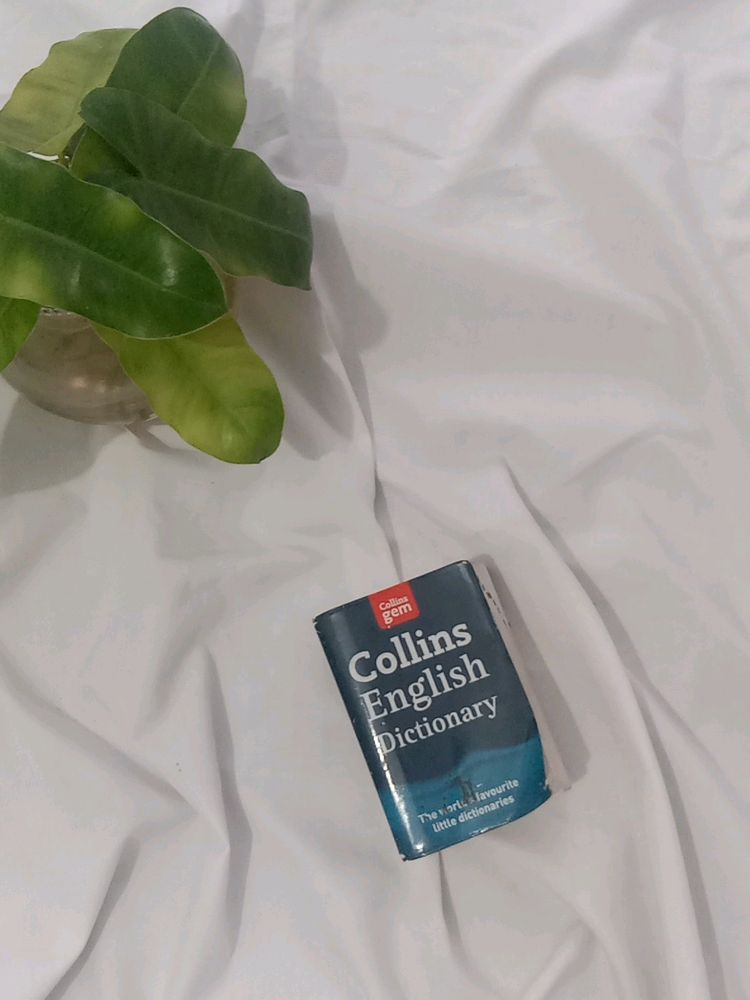 Collins
gem
Collins
English
Dictionary
The world's favourite
little dictionaries